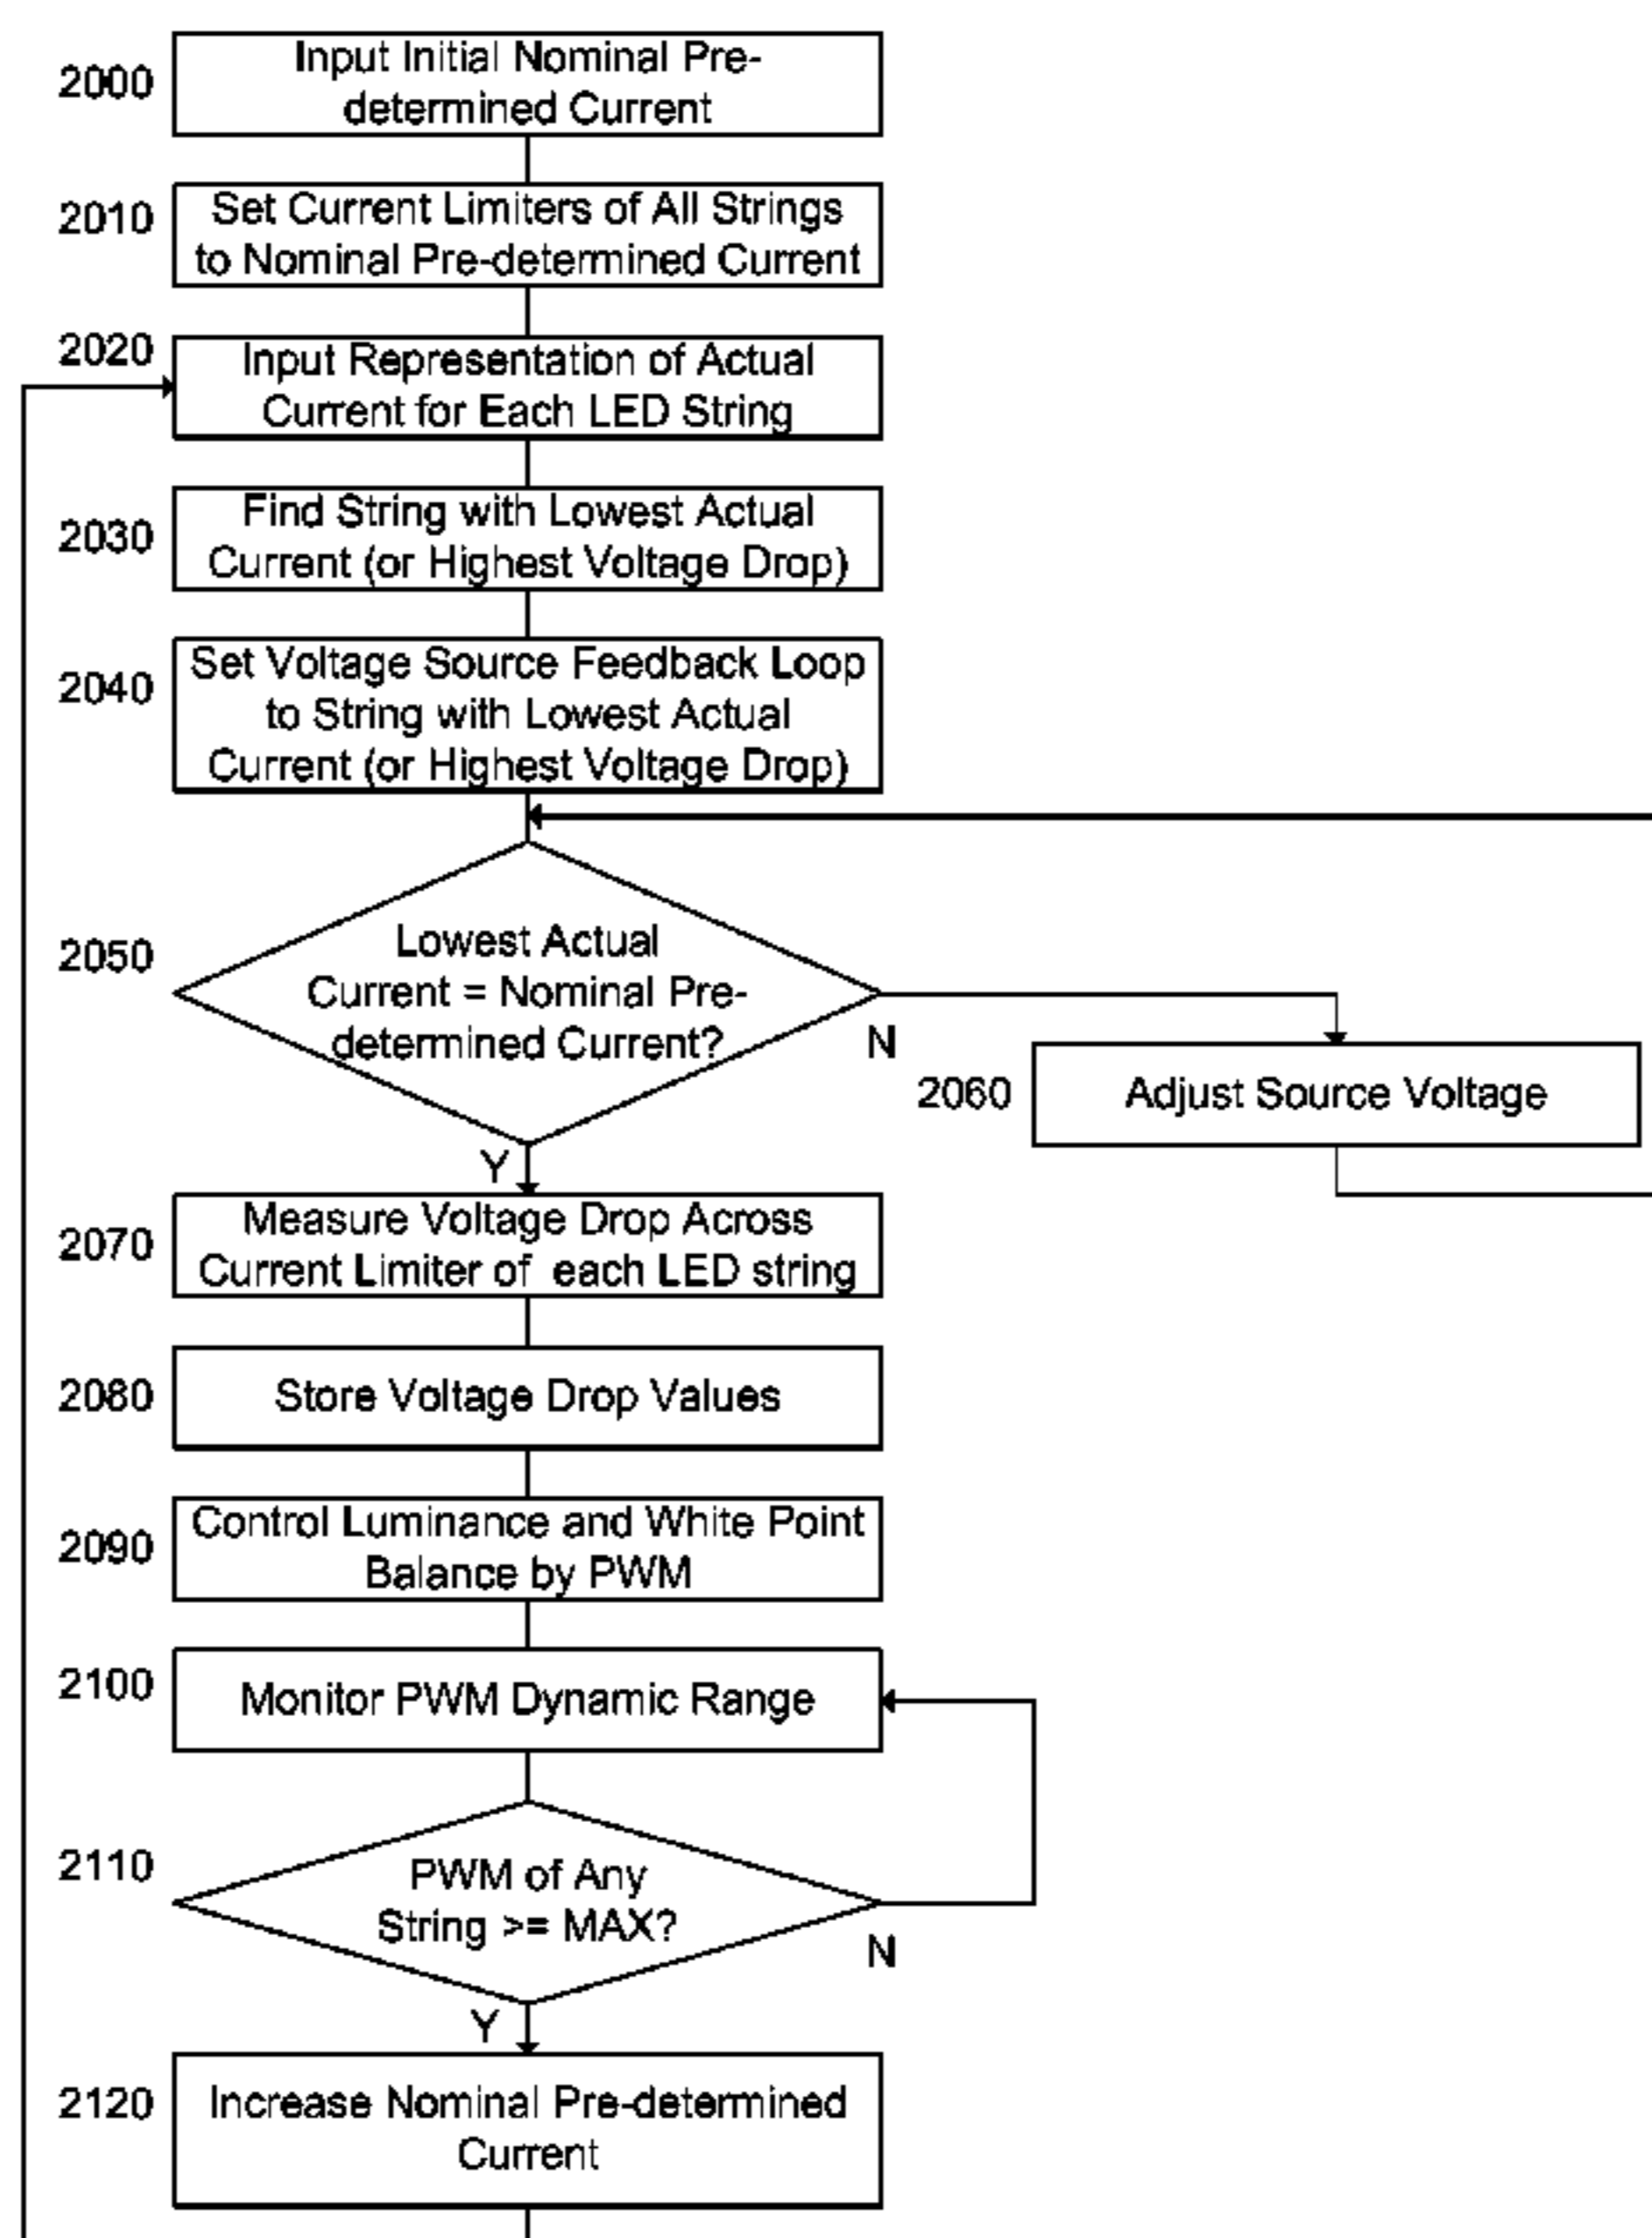 2000
Input Initial Nominal Pre-
determined Current
2010
Set Current Limiters of All Strings
to Nominal Pre-determined Current
2020
Input Representation of Actual
Current for Each LED String
2030
Find String with Lowest Actual
Current (or Highest Voltage Drop)
2040
Set Voltage Source Feedback Loop
to String with Lowest Actual
Current (or Highest Voltage Drop)
2050
Lowest Actual
Current = Nominal Pre-
determined Current?
N
2060
Adjust Source Voltage
Y
2070
Measure Voltage Drop Across
Current Limiter of each LED string
2080
Store Voltage Drop Values
2090
Control Luminance and White Point
Balance by PWM
2100
Monitor PWM Dynamic Range
2110
PWM of Any
String >= MAX?
N
Y
2120
Increase Nominal Pre-determined
Current